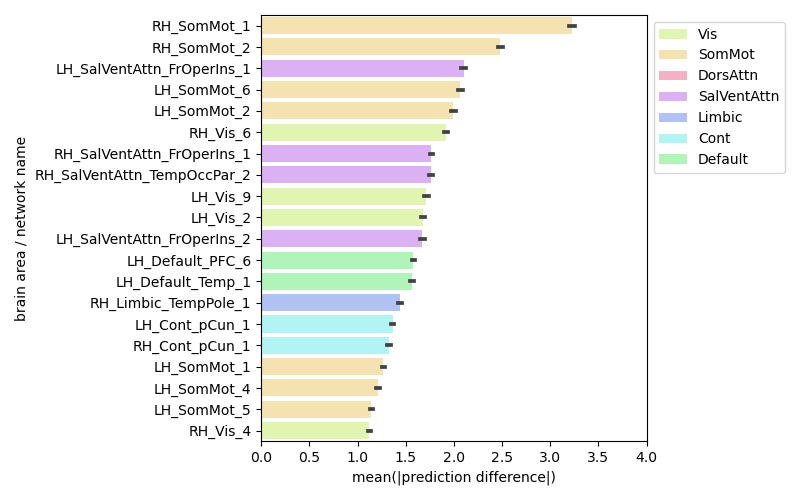 RH_SomMot_1
RH_SomMot_2
LH_SalVentAttn_FrOperIns_1
LH_SomMot_6
LH_SomMot_2
RH_Vis_6
RH_SalVentAttn_FrOperIns_1
RH_SalVentAttn_TempOccPar_2
LH_Vis_9
LH_Vis_2
LH_SalVentAttn_FrOperIns_2
LH_Default_PFC_6
LH_Default_Temp_1
RH_Limbic_TempPole_1
LH_Cont_pCun_1
RH_Cont_pCun_1
LH_SomMot_1
LH_SomMot_4
LH_SomMot_5
RH_Vis_4
brain area / network name
0.0 0.5 1.0 1.5 2.0 2.5 3.0 3.5 4.0
mean(|prediction difference|)
Vis
SomMot
DorsAttn
SalVentAttn
Limbic
Cont
Default